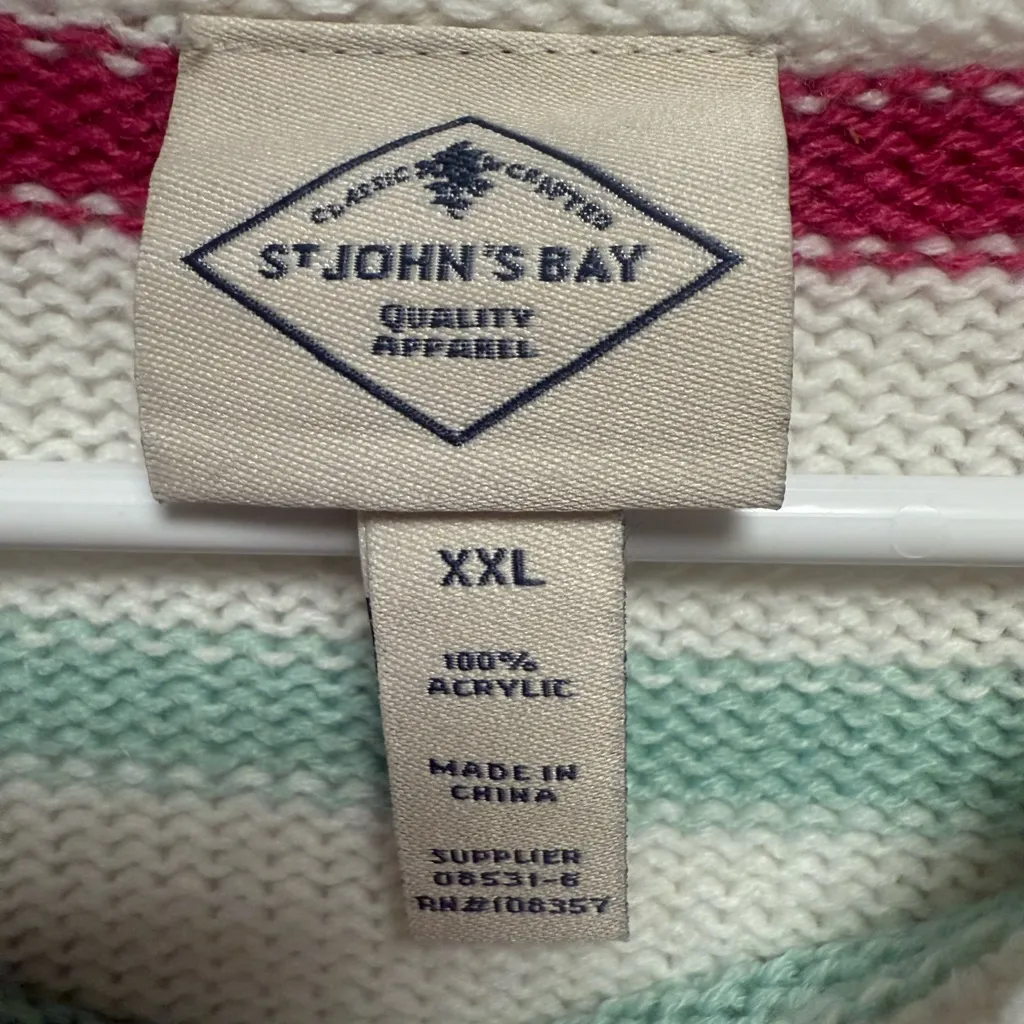 CLASSIC & CRAFTED
ST JOHN'S BAY
QUALITY
APPAREL
XXL
100%
ACRYLIC
MADE IN
CHINA
SUPPLIER
08531-6
RN#108357